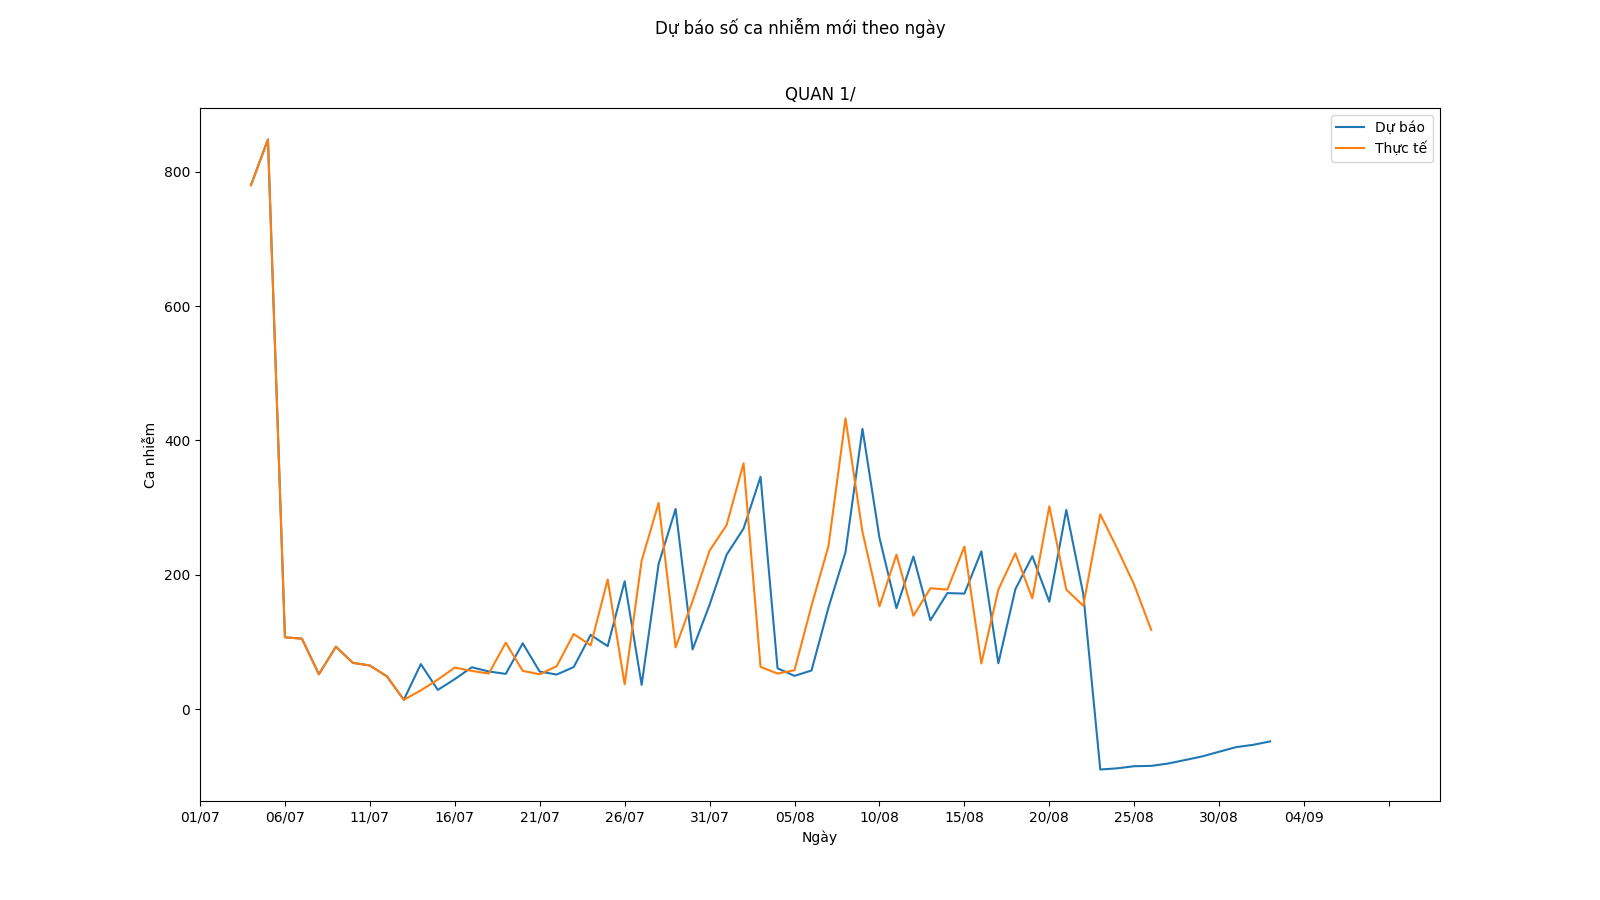 Dự báo số ca nhiễm mới theo ngày
QUAN 1/
Dự báo
Thực tế
800
600
400
200
0
Ca nhiễm
01/07 06/07 11/07 16/07 21/07 26/07 31/07 05/08 10/08 15/08 20/08 25/08 30/08 04/09
Ngày